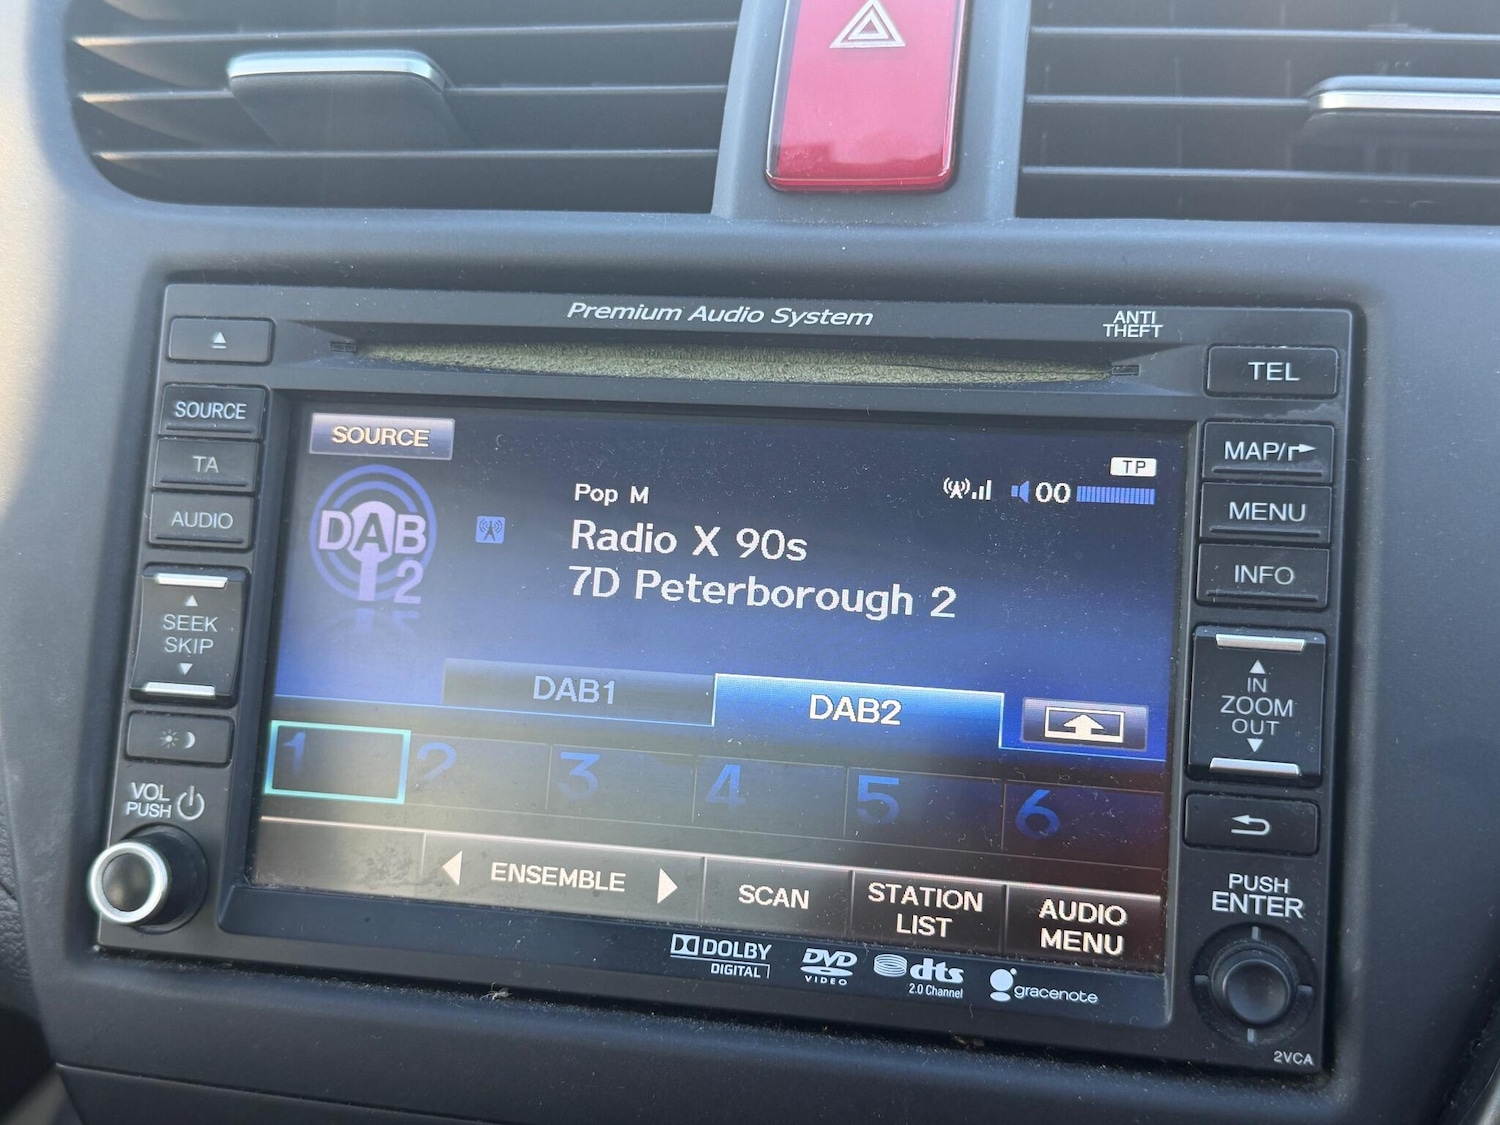 Premium Audio System
ANTI
THEFT
TEL
SOURCE
TA
AUDIO
SEEK
SKIP
VOL
PUSH
SOURCE
DAB
2
TP
00
Pop M
Radio X 90s
7D Peterborough 2
DAB1
DAB2
1 2 3 4 5 6
ENSEMBLE
SCAN
STATION
LIST
AUDIO
MENU
MAP/
MENU
INFO
IN
ZOOM
OUT
PUSH
ENTER
DOLBY
DIGITAL
DVD
VIDEO
dts
2.0 Channel
gracenote
2VCA